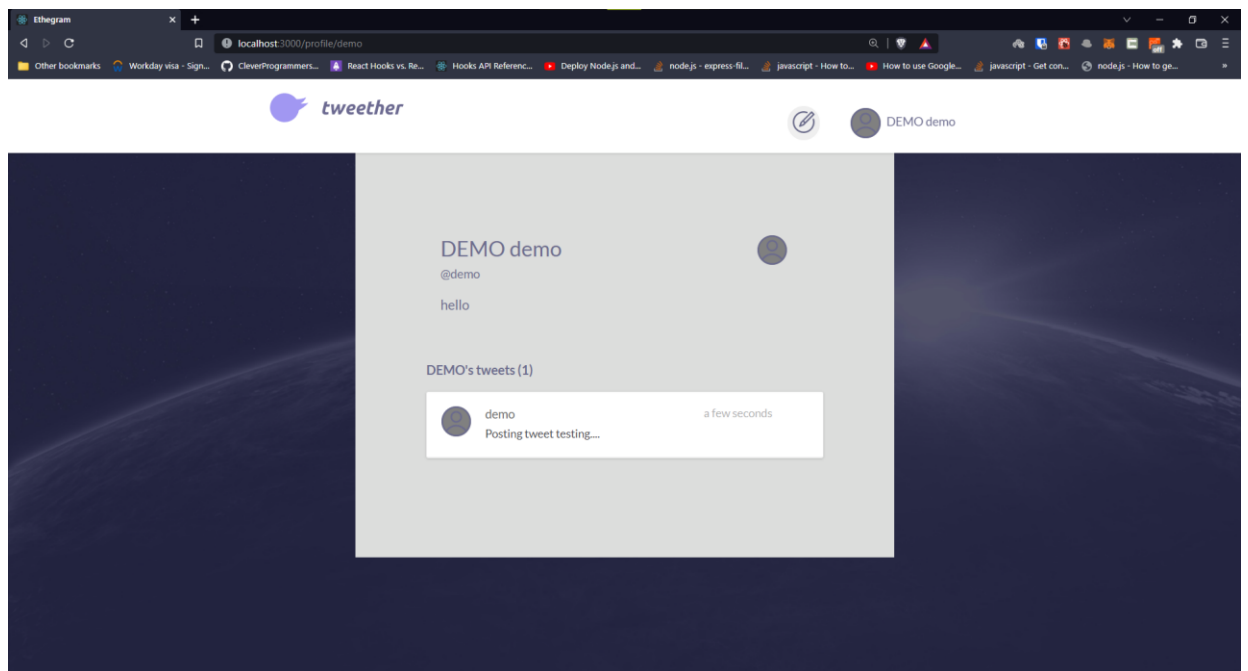 Ethegram
localhost:3000/profile/demo
Other bookmarks Workday visa - Sign... CleverProgrammers... React Hooks vs. Re... Hooks API Referenc... Deploy Node.js and... node.js - express-fil... javascript - How to... How to use Google... javascript - Get con... node.js - How to ge... »
tweether
DEMO demo
DEMO demo
@demo
hello
DEMO's tweets (1)
demo a few seconds
Posting tweet testing....